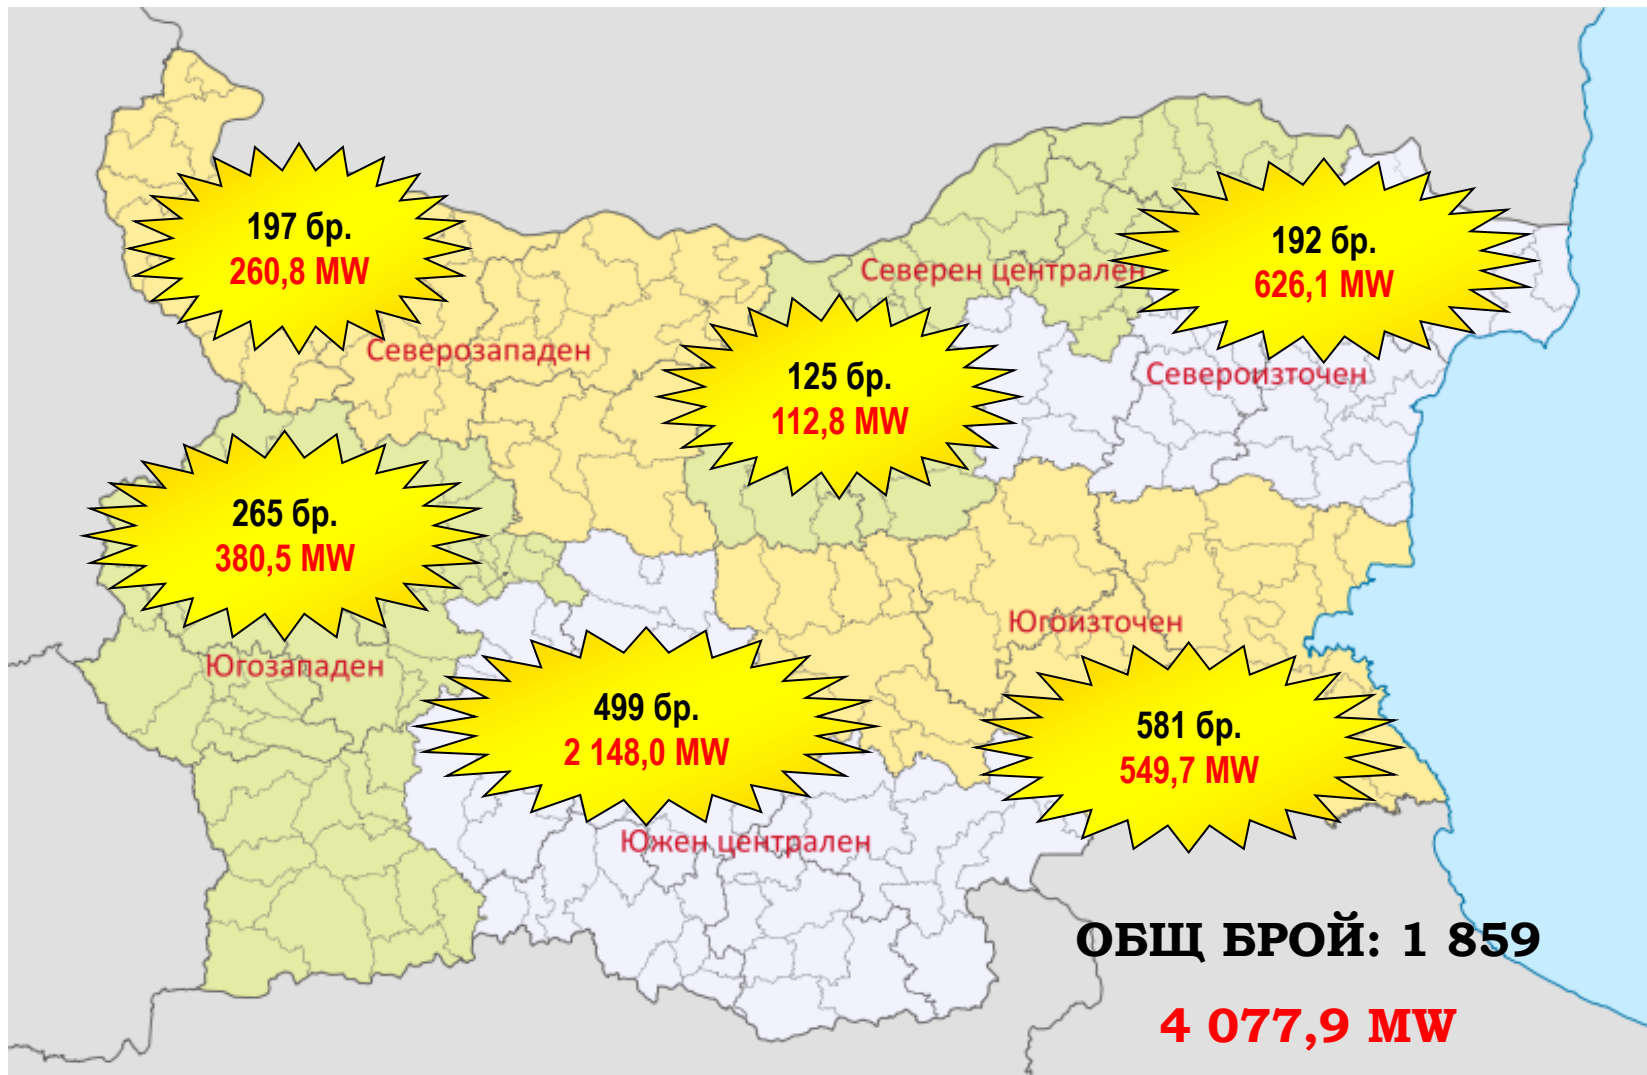 197 бр.
260,8 MW
Северозападен
192 бр.
626,1 MW
Северен централен
Североизточен
125 бр.
112,8 MW
265 бр.
380,5 MW
Югозападен
Югоизточен
499 бр.
2 148,0 MW
Южен централен
581 бр.
549,7 MW
ОБЩ БРОЙ: 1 859
4 077,9 MW